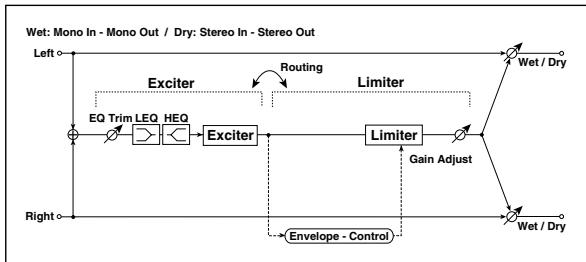 Wet: Mono In - Mono Out / Dry: Stereo In - Stereo Out
Left
Wet / Dry
Routing
Exciter
Limiter
EQ Trim LEQ HEQ
Exciter
Limiter
Gain Adjust
Right
Wet / Dry
Envelope - Control